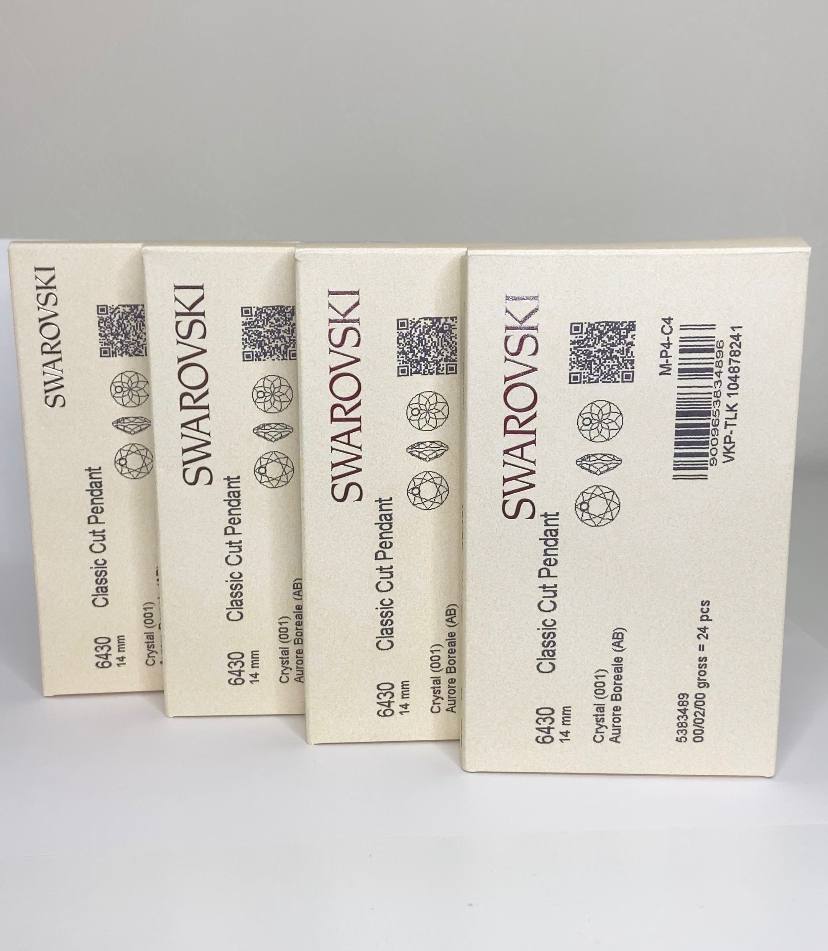 SWAROVSKI
6430 Classic Cut Pendant
14 mm
Crystal (001)
SWAROVSKI
6430 Classic Cut Pendant
14 mm
Crystal (001)
Aurore Boreale (AB)
SWAROVSKI
6430 Classic Cut Pendant
14 mm
Crystal (001)
Aurore Boreale (AB)
SWAROVSKI
6430 Classic Cut Pendant
14 mm
Crystal (001)
Aurore Boreale (AB)
M-P4-C4
9009653834896
VKP-TLK 104878241
5383489
00/02/00 gross = 24 pcs